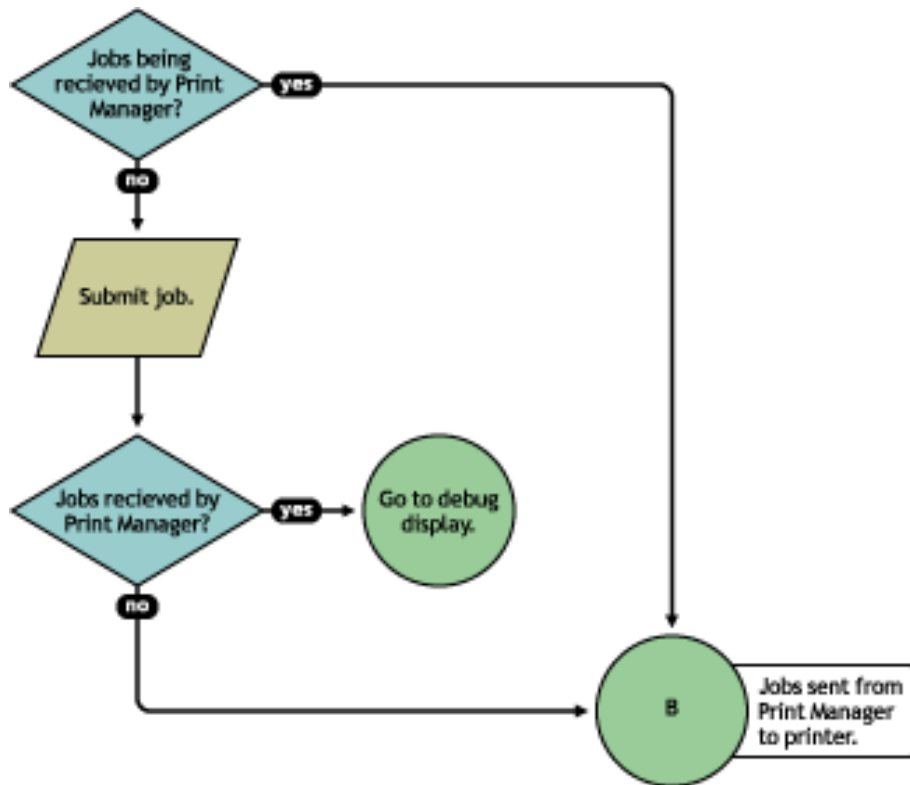 Jobs being
recieved by Print
Manager?
yes
no
Submit job.
Jobs recieved by
Print Manager?
yes
Go to debug
display.
no
B
Jobs sent from
Print Manager
to printer.